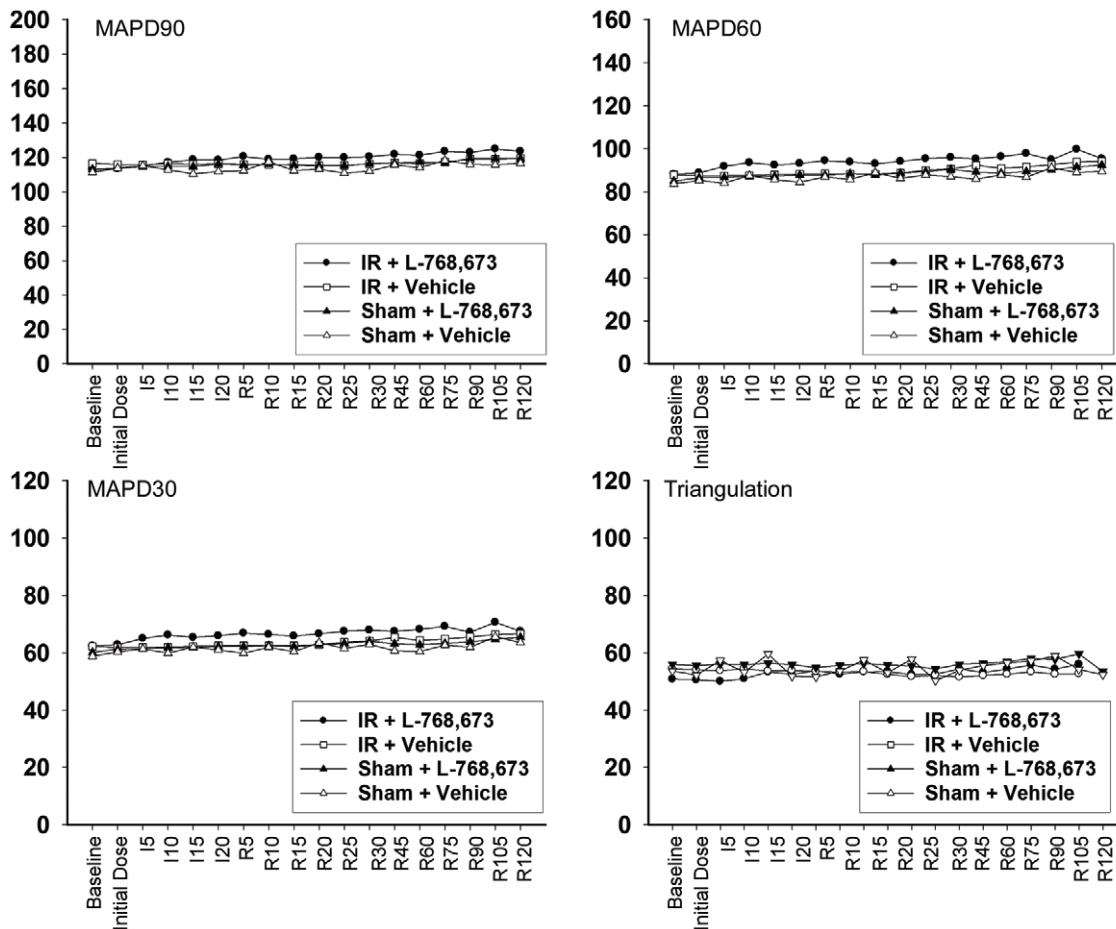 MAPD90
200
180
160
140
120
100
80
60
40
20
0
IR + L-768,673
IR + Vehicle
Sham + L-768,673
Sham + Vehicle
Baseline
Initial Dose
I5
I10
I15
I20
R5
R10
R15
R20
R25
R30
R45
R60
R75
R90
R105
R120
MAPD60
160
140
120
100
80
60
40
20
0
IR + L-768,673
IR + Vehicle
Sham + L-768,673
Sham + Vehicle
Baseline
Initial Dose
I5
I10
I15
I20
R5
R10
R15
R20
R25
R30
R45
R60
R75
R90
R105
R120
MAPD30
120
100
80
60
40
20
0
IR + L-768,673
IR + Vehicle
Sham + L-768,673
Sham + Vehicle
Baseline
Initial Dose
I5
I10
I15
I20
R5
R10
R15
R20
R25
R30
R45
R60
R75
R90
R105
R120
Triangulation
120
100
80
60
40
20
0
IR + L-768,673
IR + Vehicle
Sham + L-768,673
Sham + Vehicle
Baseline
Initial Dose
I5
I10
I15
I20
R5
R10
R15
R20
R25
R30
R45
R60
R75
R90
R105
R120